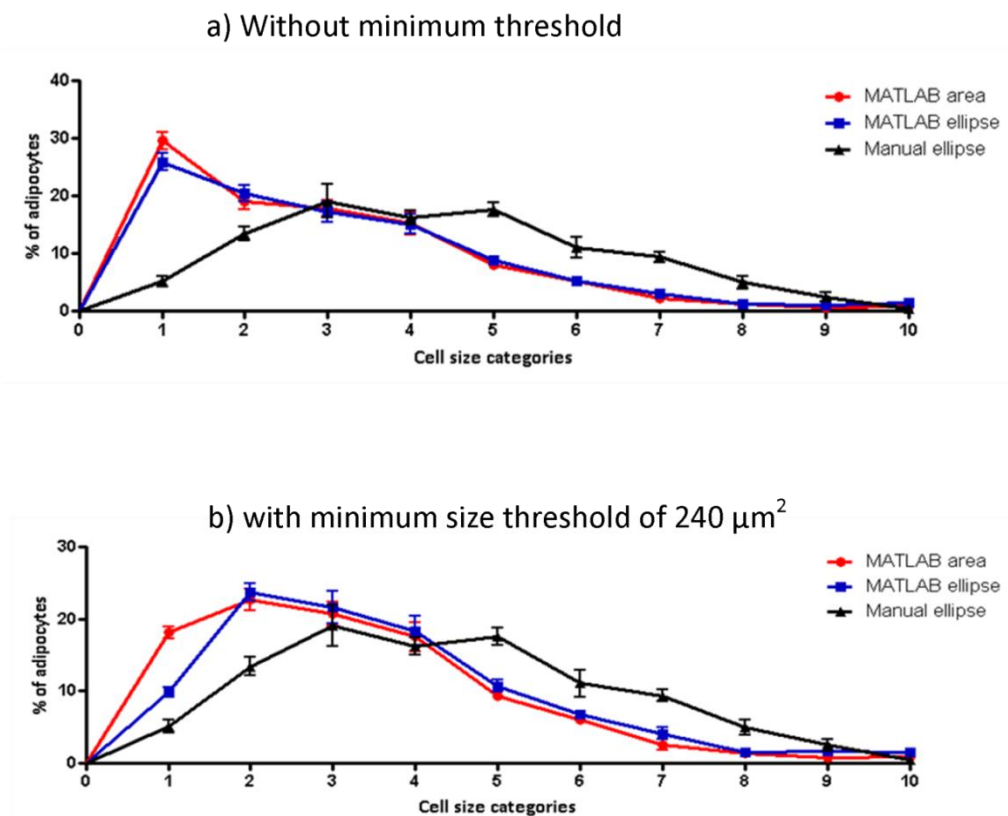 a) Without minimum threshold
40
30
20
10
0
% of adipocytes
MATLAB area
MATLAB ellipse
Manual ellipse
0 1 2 3 4 5 6 7 8 9 10
Cell size categories
b) with minimum size threshold of 240 µm²
30
20
10
0
% of adipocytes
MATLAB area
MATLAB ellipse
Manual ellipse
0 1 2 3 4 5 6 7 8 9 10
Cell size categories